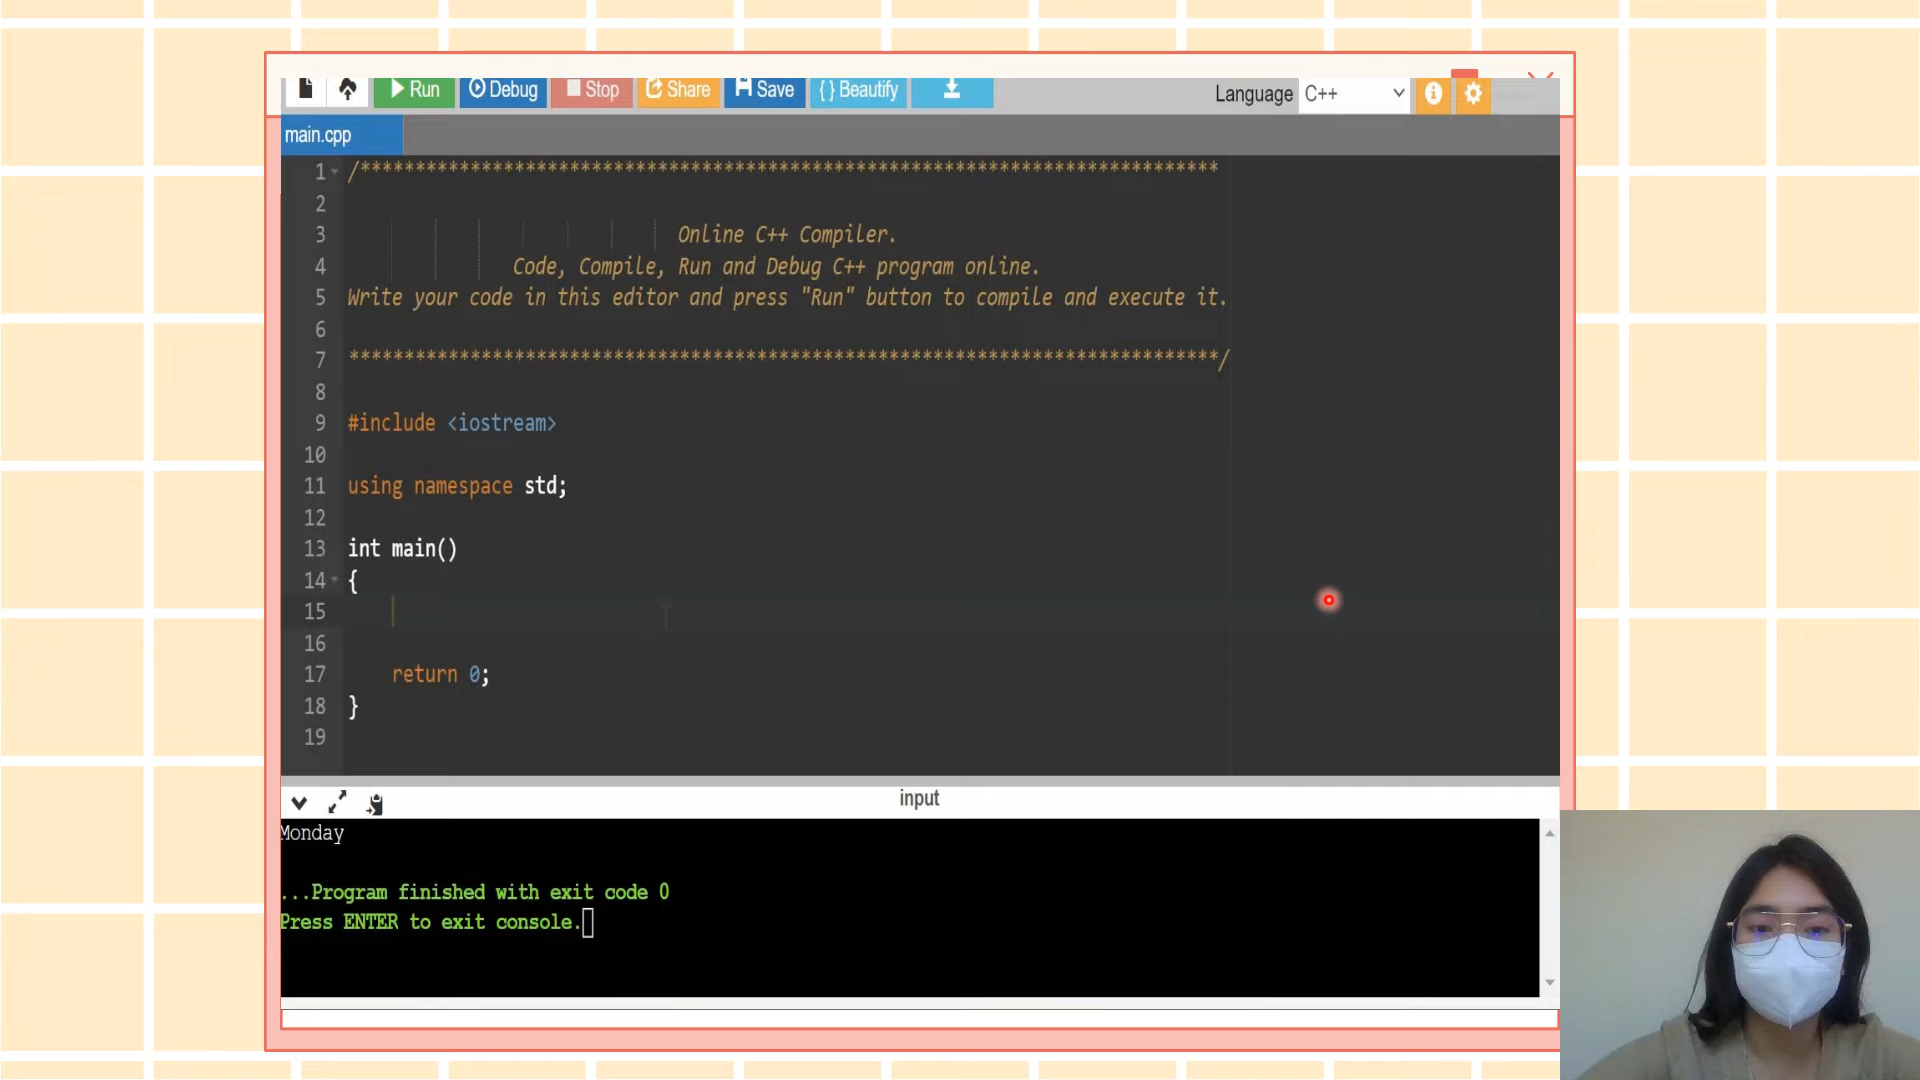 Run Debug Stop Share Save { } Beautify Language C++
main.cpp
1 /******************************************************************************
2
3 Online C++ Compiler.
4 Code, Compile, Run and Debug C++ program online.
5 Write your code in this editor and press "Run" button to compile and execute it.
6
7 *******************************************************************************/
8
9 #include <iostream>
10
11 using namespace std;
12
13 int main()
14 {
15
16
17 return 0;
18 }
19
input
Monday
...Program finished with exit code 0
Press ENTER to exit console.